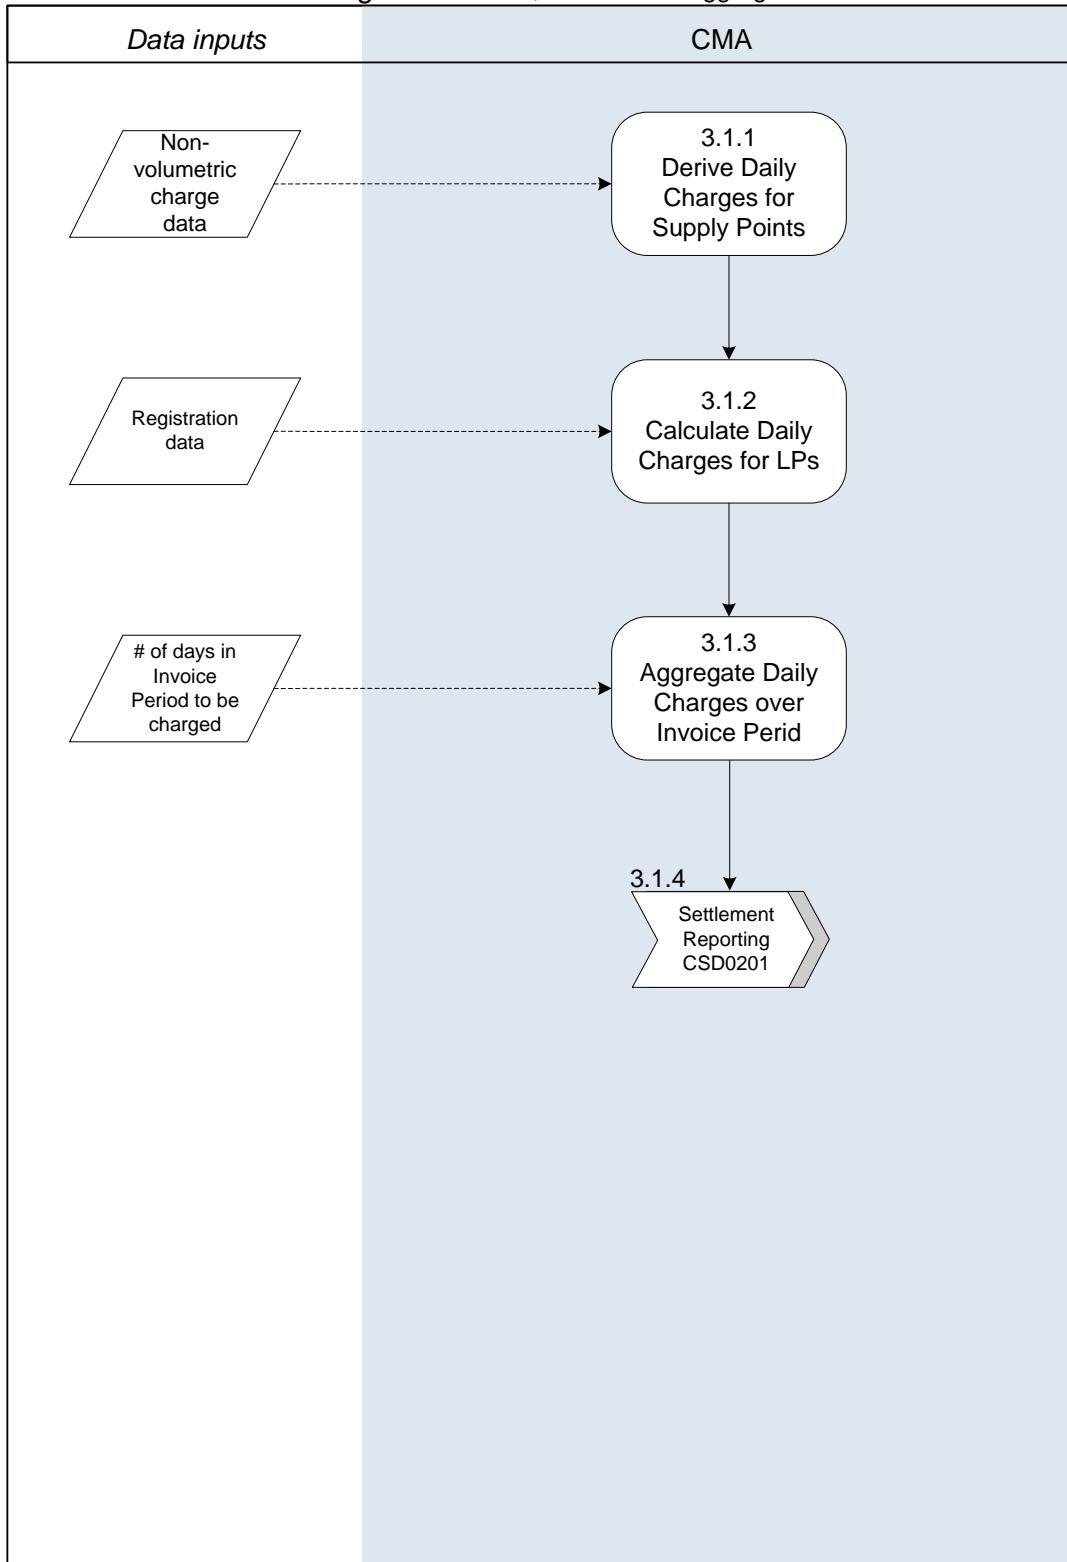 Data inputs
CMA
Non-
volumetric
charge
data
3.1.1
Derive Daily
Charges for
Supply Points
Registration
data
3.1.2
Calculate Daily
Charges for LPs
# of days in
Invoice
Period to be
charged
3.1.3
Aggregate Daily
Charges over
Invoice Perid
3.1.4
Settlement
Reporting
CSD0201